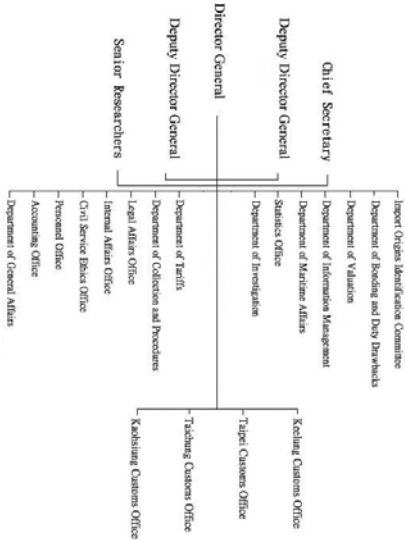 Director General
Deputy Director General
Deputy Director General
Chief Secretary
Senior Researchers
Import Origins Identification Committee
Department of Bonding and Duty Drawbacks
Department of Valuation
Department of Information Management
Department of Maritime Affairs
Statistics Office
Department of Investigation
Department of Tariffs
Department of Collection and Procedures
Legal Affairs Office
Internal Affairs Office
Civil Service Ethics Office
Personnel Office
Accounting Office
Department of General Affairs
Keelung Customs Office
Taipei Customs Office
Taichung Customs Office
Kaohsiung Customs Office